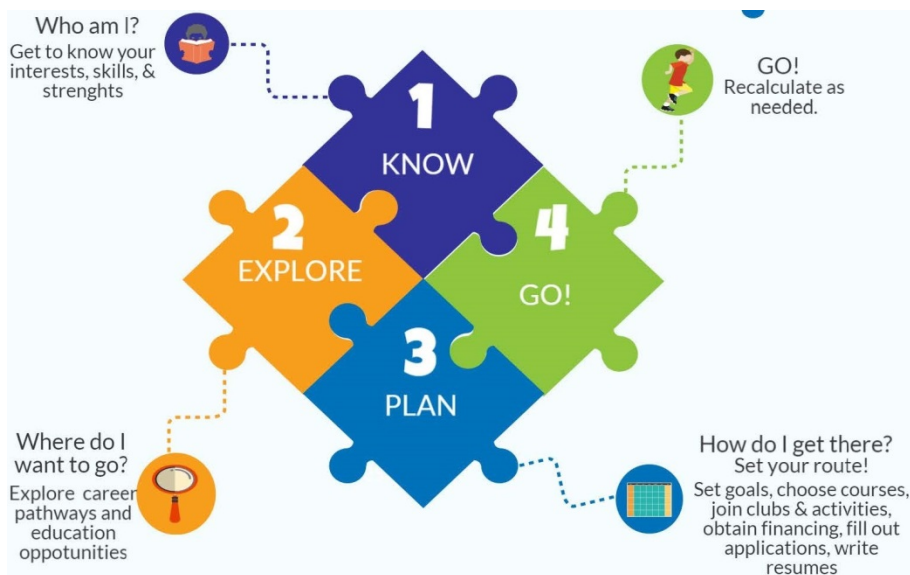 Who am I?
Get to know your
interests, skills, &
strenghts
1
KNOW
GO!
Recalculate as
needed.
2
EXPLORE
4
GO!
3
PLAN
Where do I
want to go?
Explore career
pathways and
education
oppotunities
How do I get there?
Set your route!
Set goals, choose courses,
join clubs & activities,
obtain financing, fill out
applications, write
resumes